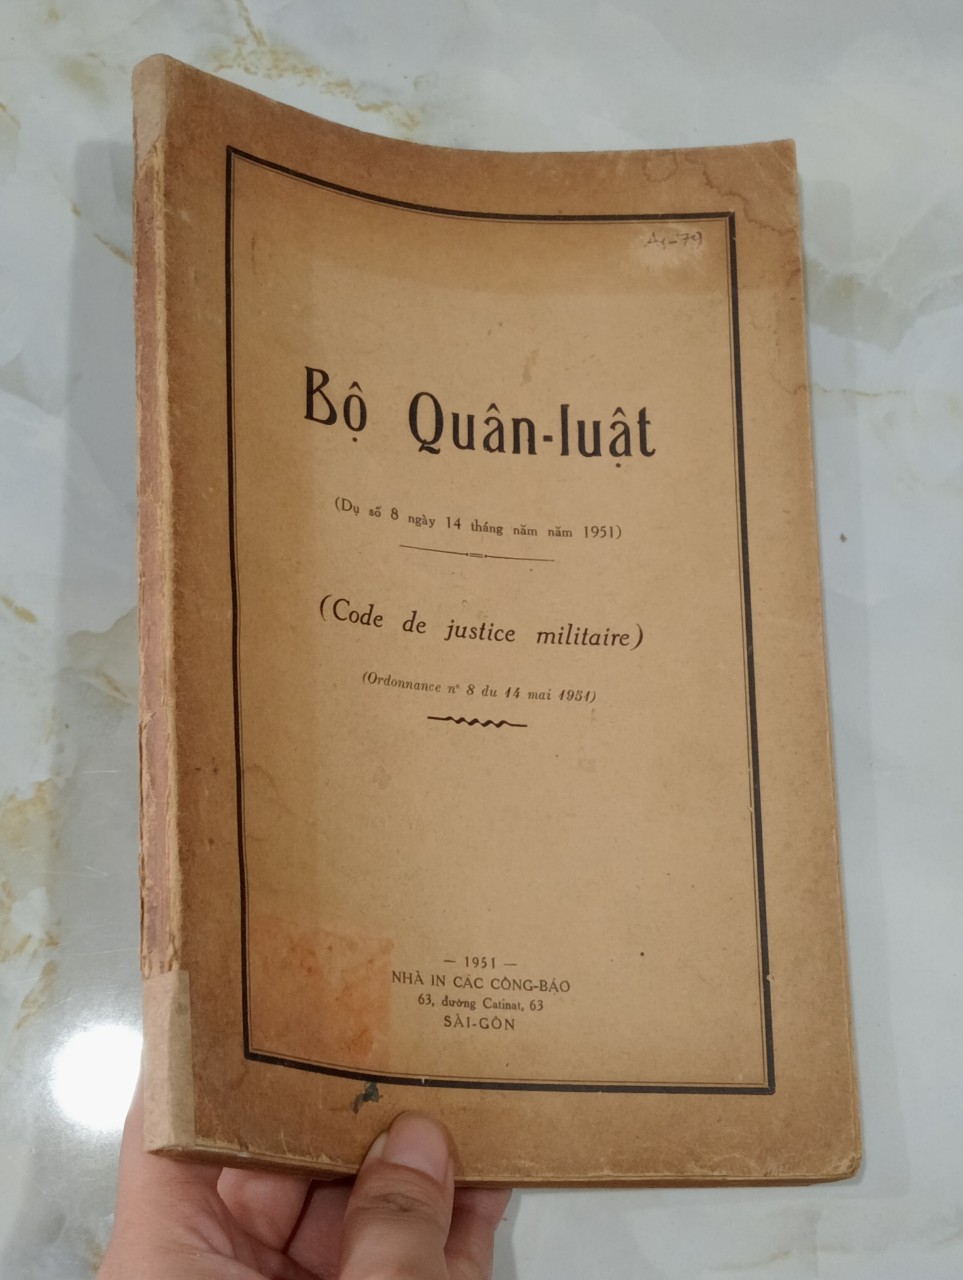 Bộ Quân-luật
(Dụ số 8 ngày 14 tháng năm năm 1951)
(Code de justice militaire)
(Ordonnance nº 8 du 14 mai 1951)
— 1951 —
NHÀ IN CÁC CÔNG-BÁO
63, đường Catinat, 63
SÀI-GÒN